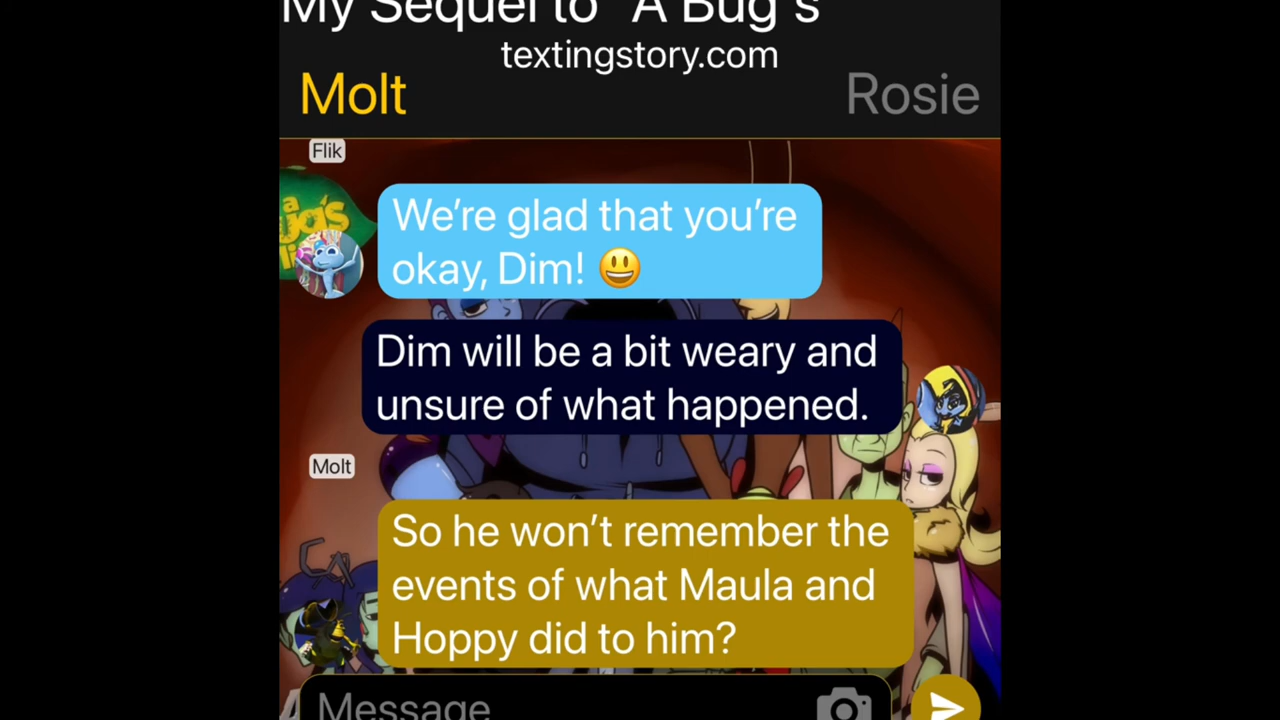 My Sequel to "A Bug's
textingstory.com
Molt
Rosie
Flik
a
bug's
We're glad that you're
okay, Dim! 😃
Dim will be a bit weary and
unsure of what happened.
Molt
So he won't remember the
events of what Maula and
Hoppy did to him?
Message